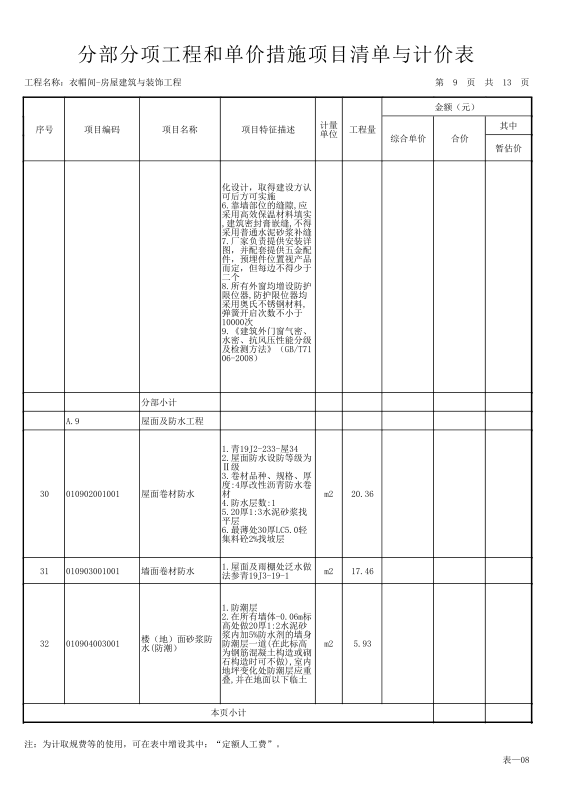 分部分项工程和单价措施项目清单与计价表
工程名称：衣帽间-房屋建筑与装饰工程
第 9 页 共 13 页
序号
项目编码
项目名称
项目特征描述
计量
单位
工程量
金额（元）
综合单价
合价
其中
暂估价
化设计，取得建设方认
可后方可实施
6.靠墙部位的缝隙,应
采用高效保温材料填实
,建筑密封膏嵌缝,不得
采用普通水泥砂浆补缝
7.厂家负责提供安装详
图，并配套提供五金配
件，预埋件位置视产品
而定，但每边不得少于
二个
8.所有外窗均增设防护
限位器,防护限位器均
采用奥氏不锈钢材料,
弹簧开启次数不小于
10000次
9.《建筑外门窗气密、
水密、抗风压性能分级
及检测方法》（GB/T71
06-2008）
分部小计
A.9
屋面及防水工程
30
010902001001
屋面卷材防水
1.青19J2-233-屋34
2.屋面防水设防等级为
Ⅱ级
3.卷材品种、规格、厚
度:4厚改性沥青防水卷
材
4.防水层数:1
5.20厚1:3水泥砂浆找
平层
6.最薄处30厚LC5.0轻
集料砼2%找坡层
m2
20.36
31
010903001001
墙面卷材防水
1.屋面及雨棚处泛水做
法参青19J3-19-1
m2
17.46
32
010904003001
楼（地）面砂浆防
水(防潮）
1.防潮层
2.在所有墙体-0.06m标
高处做20厚1:2水泥砂
浆内加5%防水剂的墙身
防潮层一道(在此标高
为钢筋混凝土构造或砌
石构造时可不做),室内
地坪变化处防潮层应重
叠,并在地面以下临土
m2
5.93
本页小计
注：为计取规费等的使用，可在表中增设其中：“定额人工费”。
表—08